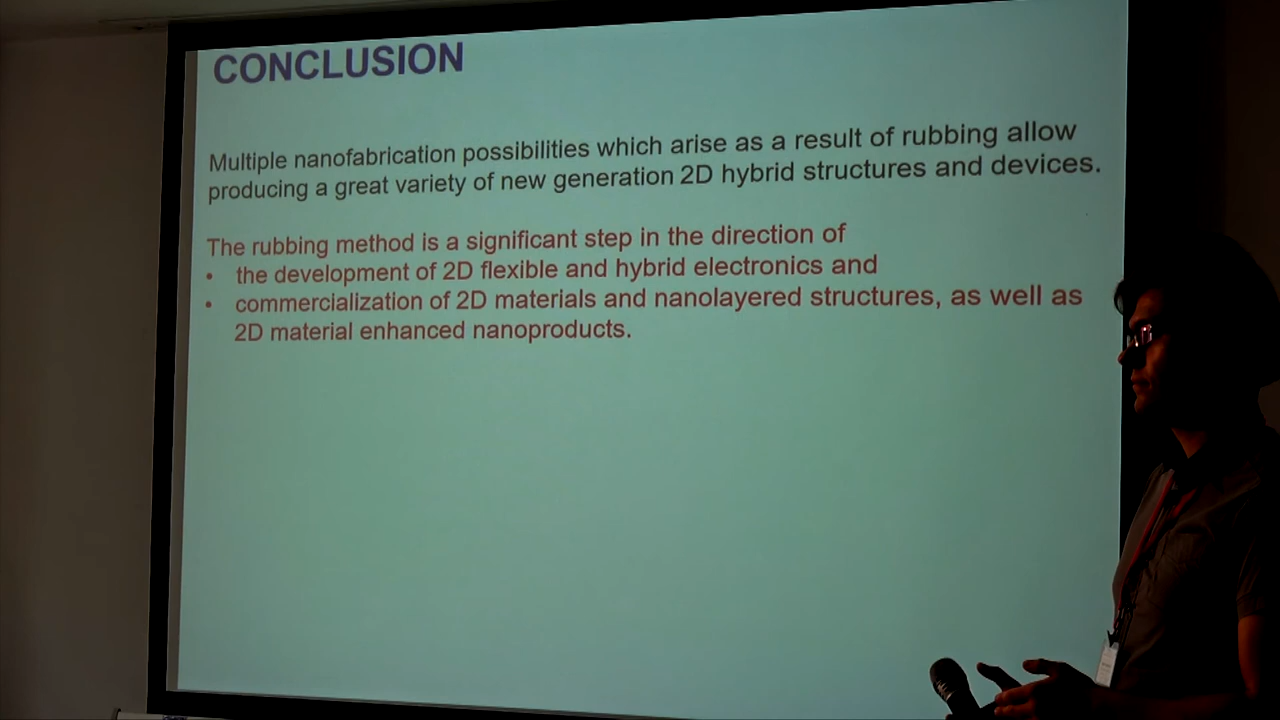 CONCLUSION
Multiple nanofabrication possibilities which arise as a result of rubbing allow
producing a great variety of new generation 2D hybrid structures and devices.
The rubbing method is a significant step in the direction of
• the development of 2D flexible and hybrid electronics and
• commercialization of 2D materials and nanolayered structures, as well as
2D material enhanced nanoproducts.